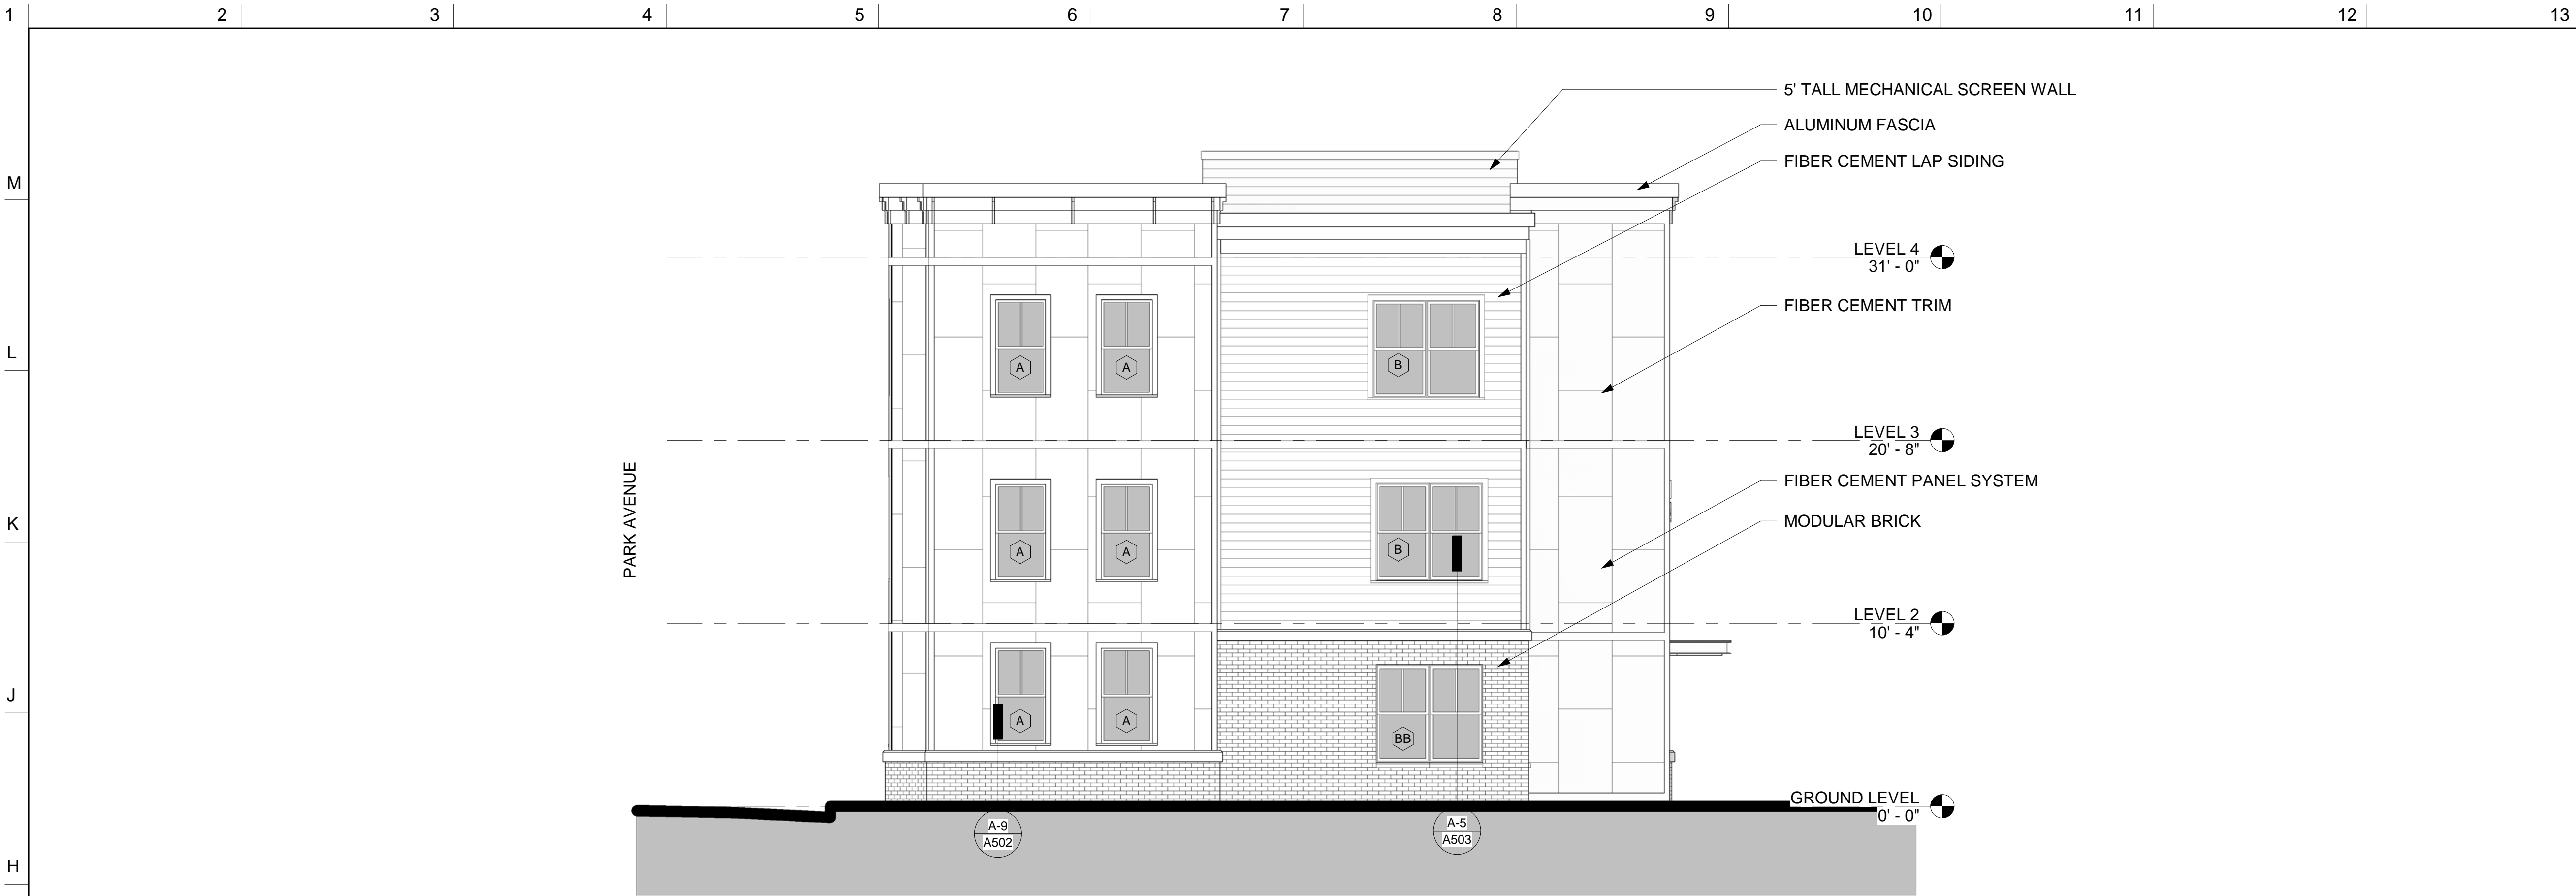 1 2 3 4 5 6 7 8 9 10 11 12 13
5' TALL MECHANICAL SCREEN WALL
ALUMINUM FASCIA
FIBER CEMENT LAP SIDING
M
LEVEL 4
31' - 0"
FIBER CEMENT TRIM
L
A A B
LEVEL 3
20' - 8"
PARK AVENUE
FIBER CEMENT PANEL SYSTEM
MODULAR BRICK
K
A A B
LEVEL 2
10' - 4"
J
A A BB
GROUND LEVEL
0' - 0"
A-9
A502
A-5
A503
H